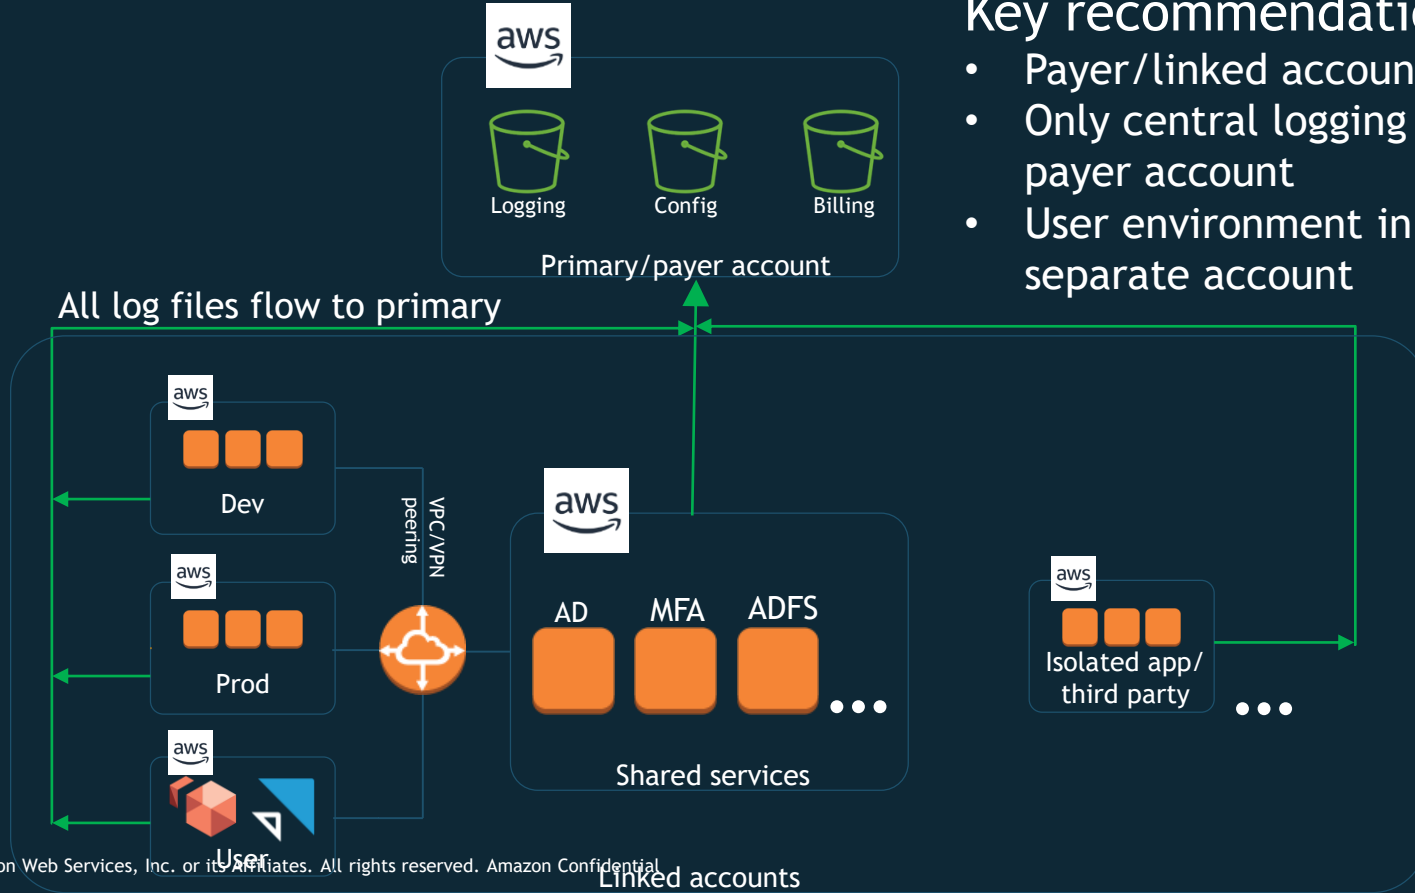 Key recommendatio
• Payer/linked accoun
• Only central logging
payer account
• User environment in
separate account
aws
Logging
Config
Billing
Primary/payer account
All log files flow to primary
aws
Dev
aws
Prod
aws
User
VPC/VPN
peering
aws
AD
MFA
ADFS
Shared services
aws
Isolated app/
third party
on Web Services, Inc. or its Affiliates. All rights reserved. Amazon Confidential
Linked accounts